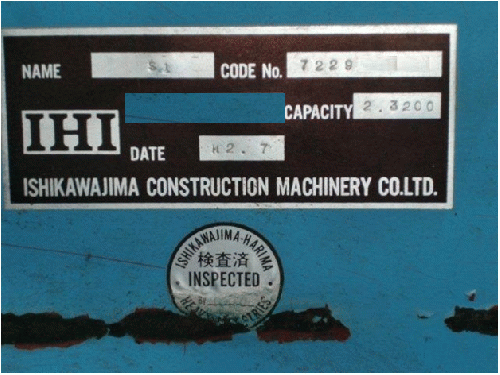 NAME S1 CODE No. 7229
IHI CAPACITY 2.3200
DATE H2.7
ISHIKAWAJIMA CONSTRUCTION MACHINERY CO.LTD.
ISHIKAWAJIMA-HARIMA
検査済
INSPECTED